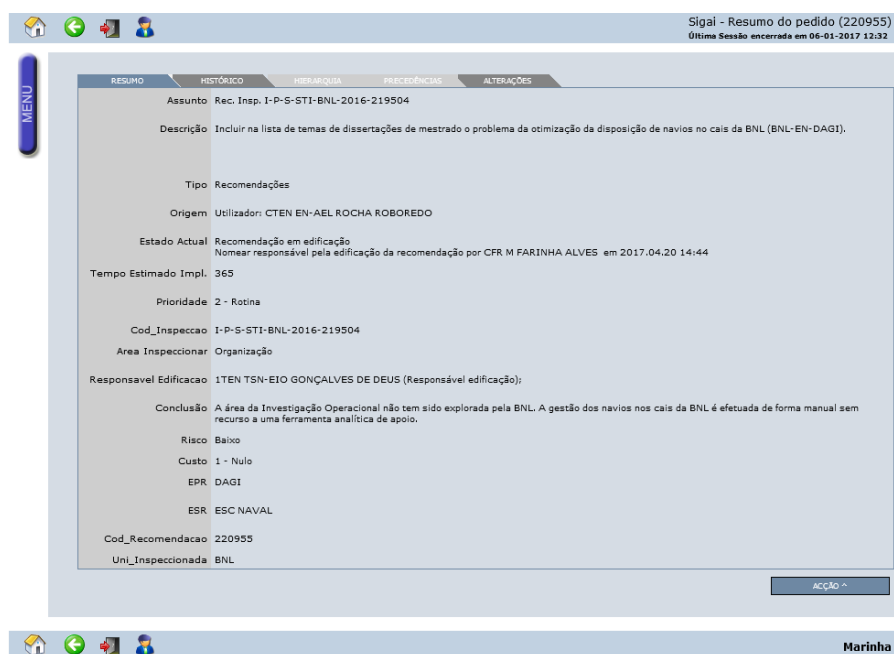 Sigai - Resumo do pedido (220955)
Última Sessão encerrada em 06-01-2017 12:32
MENU
RESUMO HISTÓRICO HIERARQUIA PRECEDÊNCIAS ALTERAÇÕES
Assunto Rec. Insp. I-P-S-STI-BNL-2016-219504
Descrição Incluir na lista de temas de dissertações de mestrado o problema da otimização da disposição de navios no cais da BNL (BNL-EN-DAGI).
Tipo Recomendações
Origem Utilizador: CTEN EN-AEL ROCHA ROBOREDO
Estado Actual Recomendação em edificação
Nomear responsável pela edificação da recomendação por CFR M FARINHA ALVES em 2017.04.20 14:44
Tempo Estimado Impl. 365
Prioridade 2 - Rotina
Cod_Inspeccao I-P-S-STI-BNL-2016-219504
Area Inspeccionar Organização
Responsavel Edificacao 1TEN TSN-EIO GONÇALVES DE DEUS (Responsável edificação);
Conclusão A área da Investigação Operacional não tem sido explorada pela BNL. A gestão dos navios nos cais da BNL é efetuada de forma manual sem
recurso a uma ferramenta analítica de apoio.
Risco Baixo
Custo 1 - Nulo
EPR DAGI
ESR ESC NAVAL
Cod_Recomendacao 220955
Uni_Inspeccionada BNL
ACÇÃO ^
Marinha